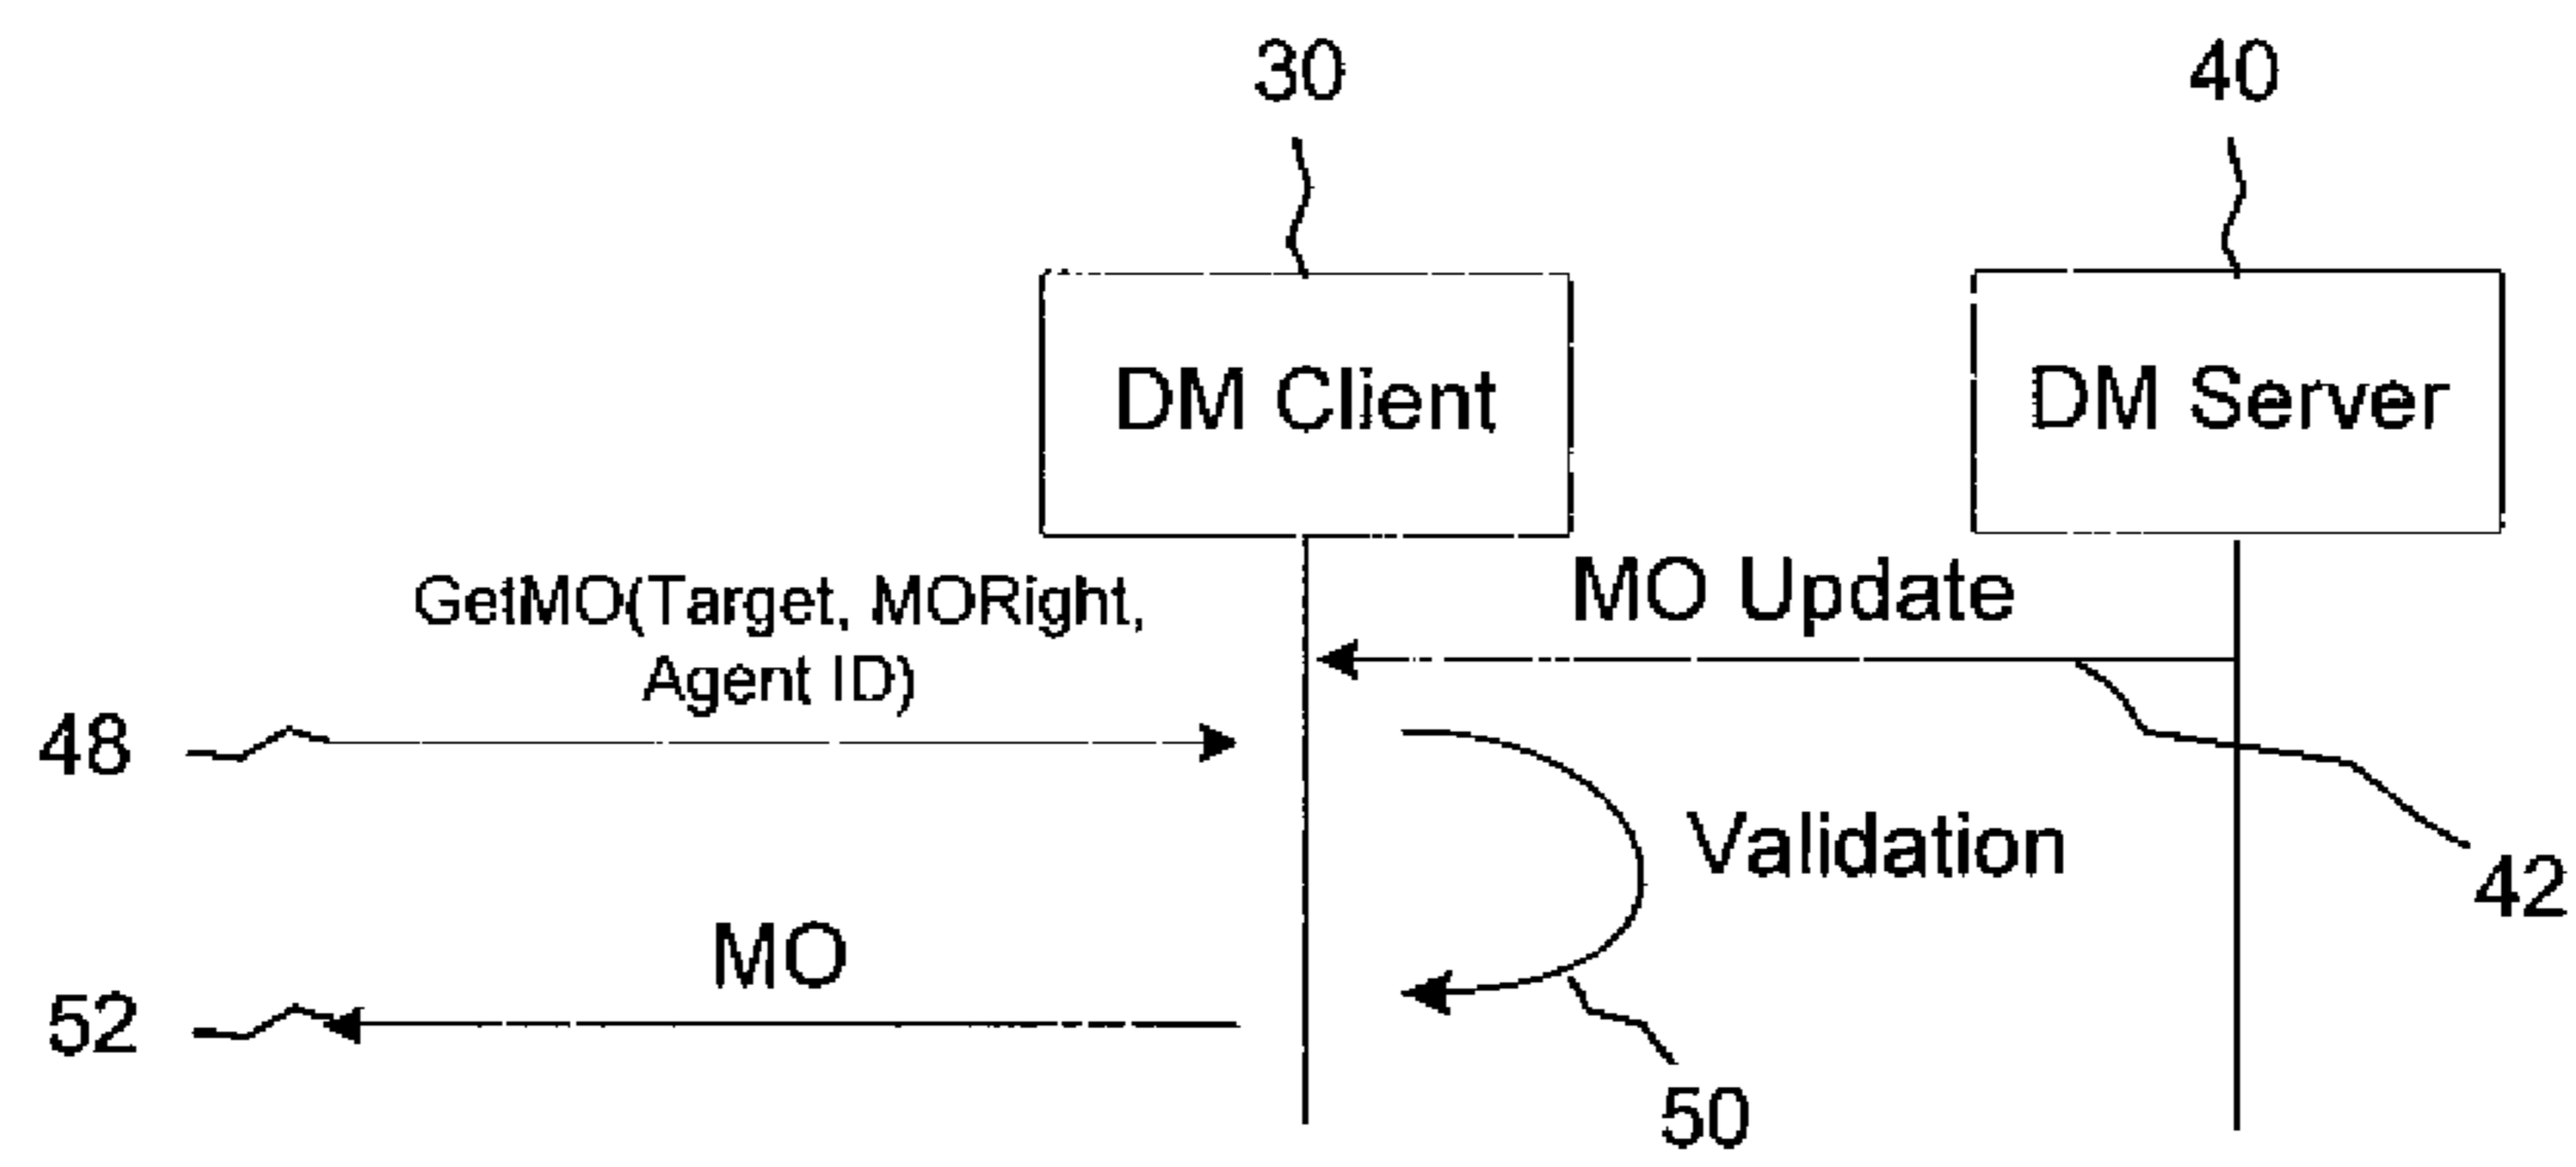 30
40
DM Client
DM Server
MO Update
GetMO(Target, MORight,
Agent ID)
48
Validation
42
MO
52
50